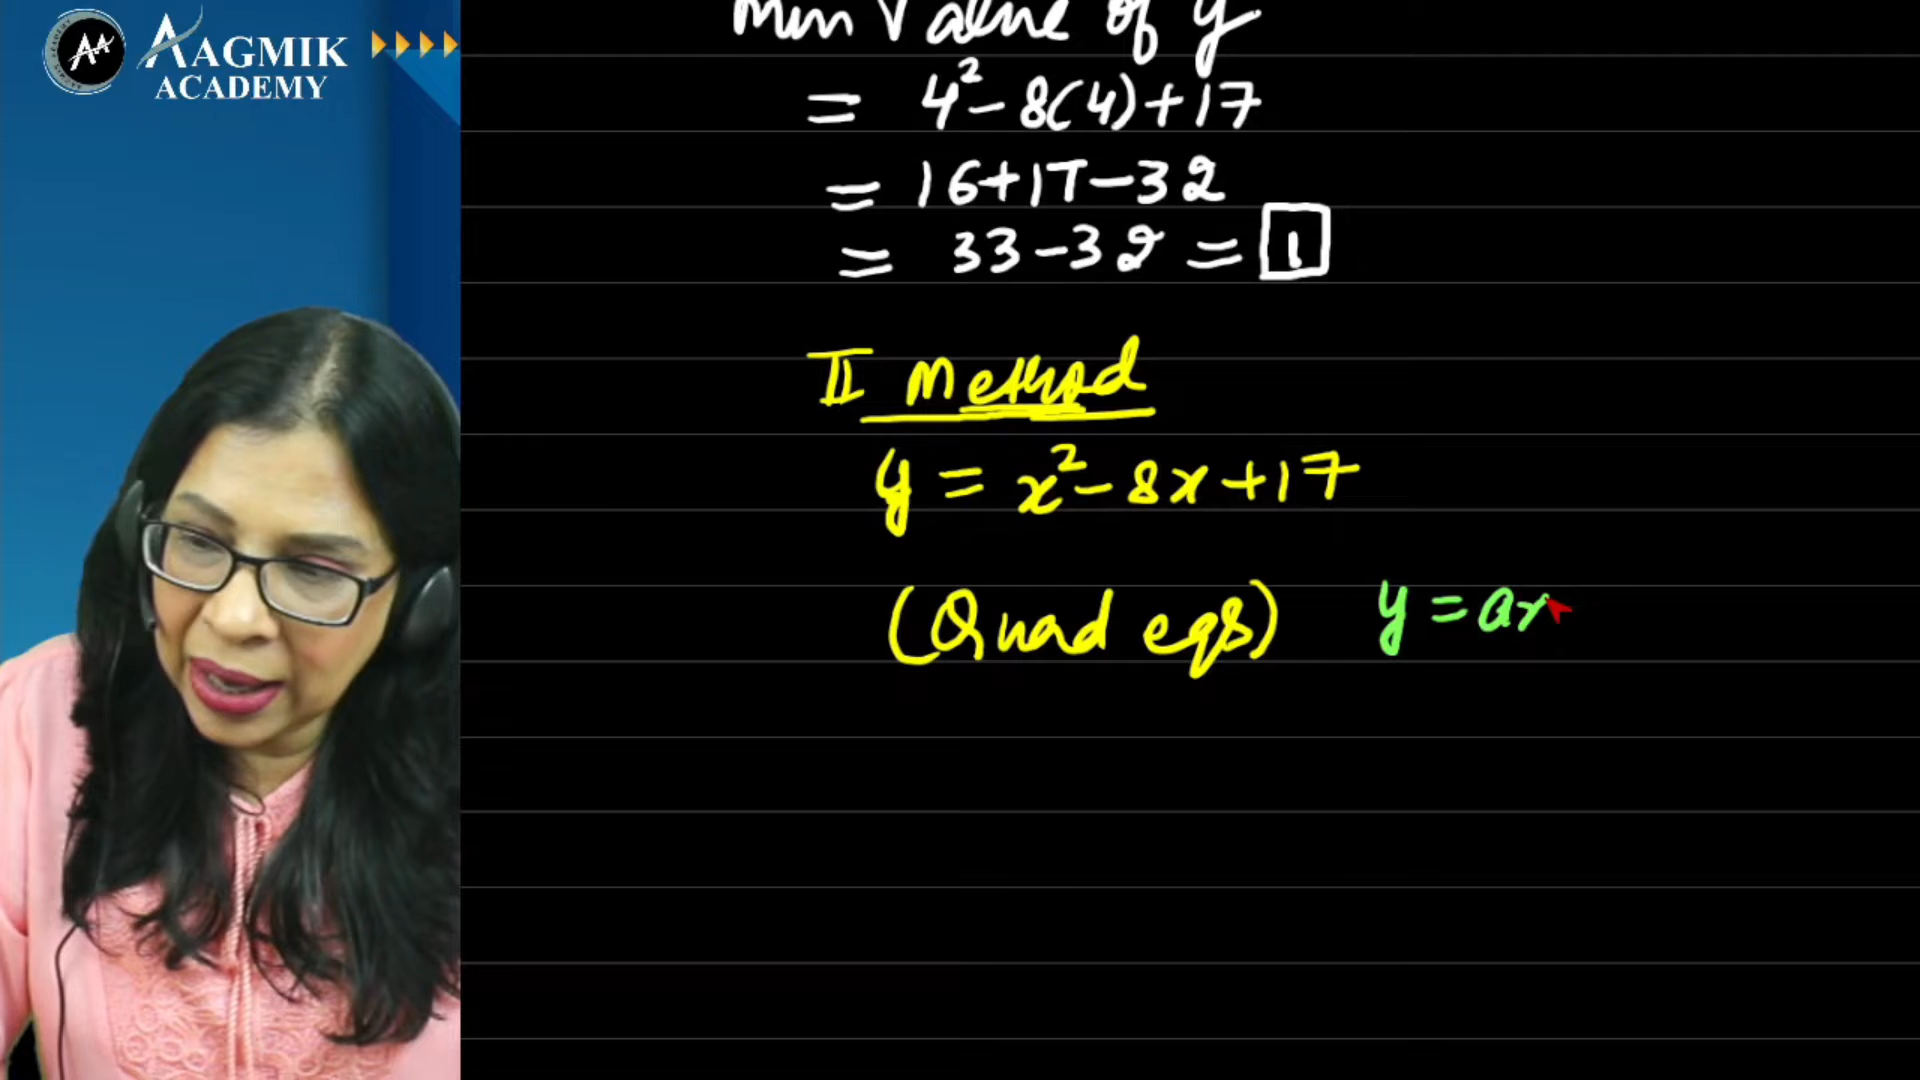 AAGMIK
ACADEMY
Min Value of y
= 4² - 8(4) + 17
= 16 + 17 - 32
= 33 - 32 = 1
II Method
y = x² - 8x + 17
(Quad eqs) y = ax